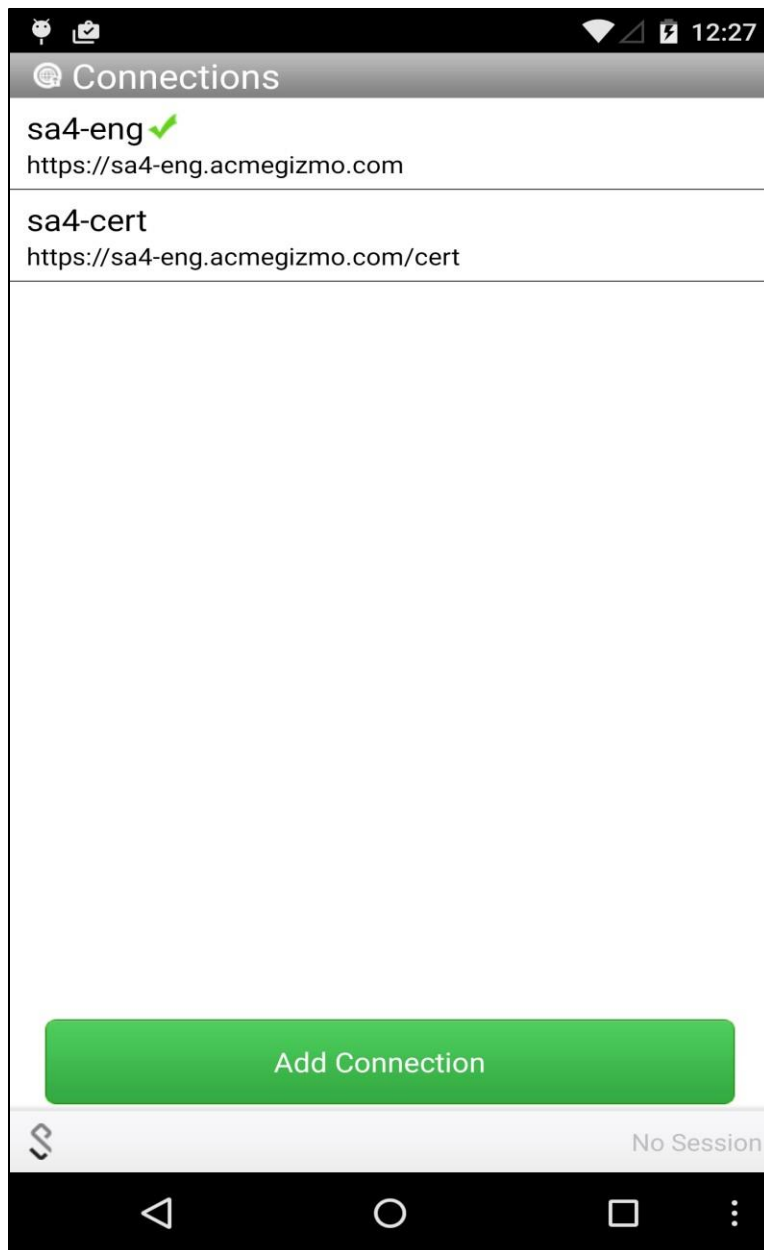 12:27
Connections
sa4-eng
https://sa4-eng.acmegizmo.com
sa4-cert
https://sa4-eng.acmegizmo.com/cert
Add Connection
No Session